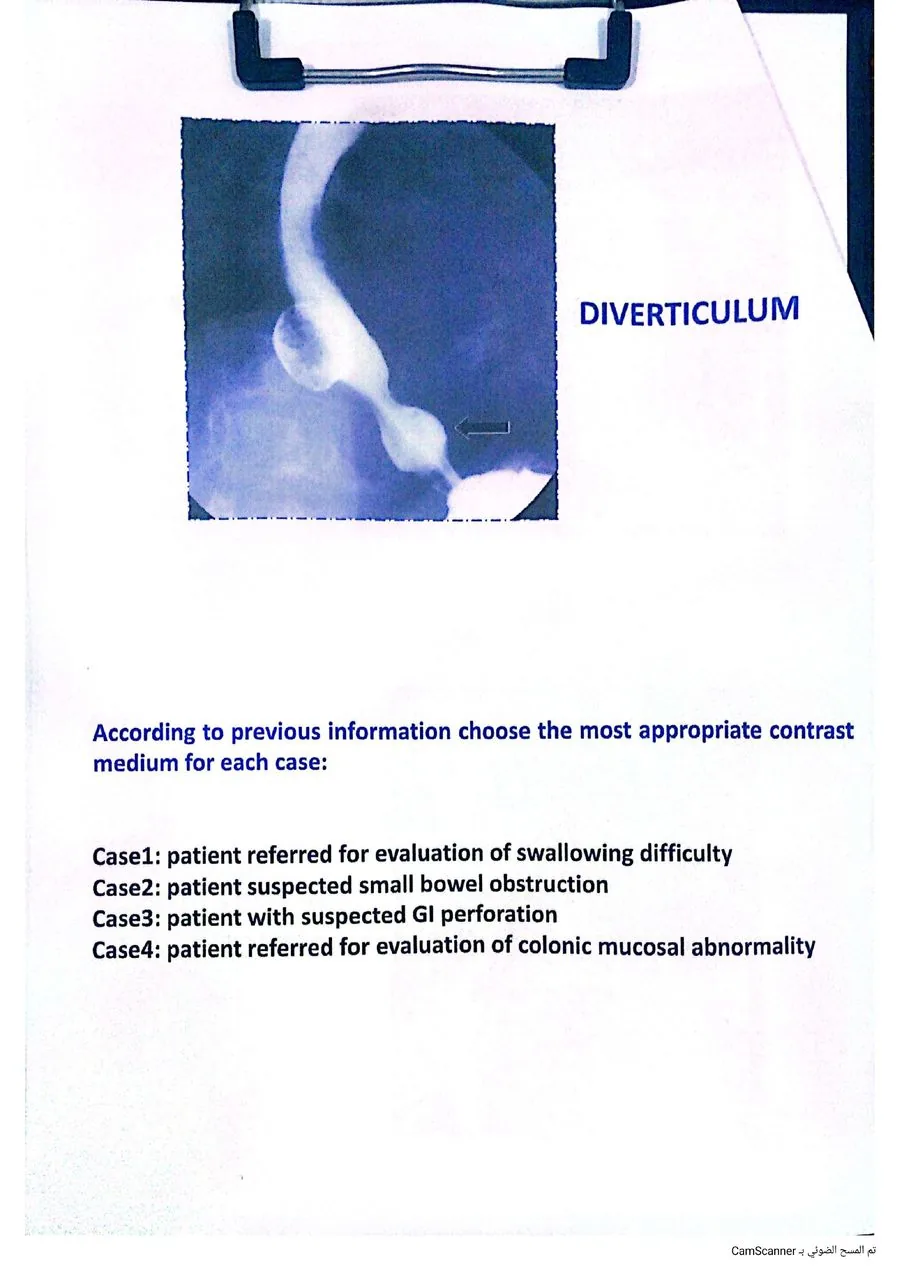 DIVERTICULUM
According to previous information choose the most appropriate contrast
medium for each case:
Case1: patient referred for evaluation of swallowing difficulty
Case2: patient suspected small bowel obstruction
Case3: patient with suspected GI perforation
Case4: patient referred for evaluation of colonic mucosal abnormality
تم المسح الضوئي بـ CamScanner